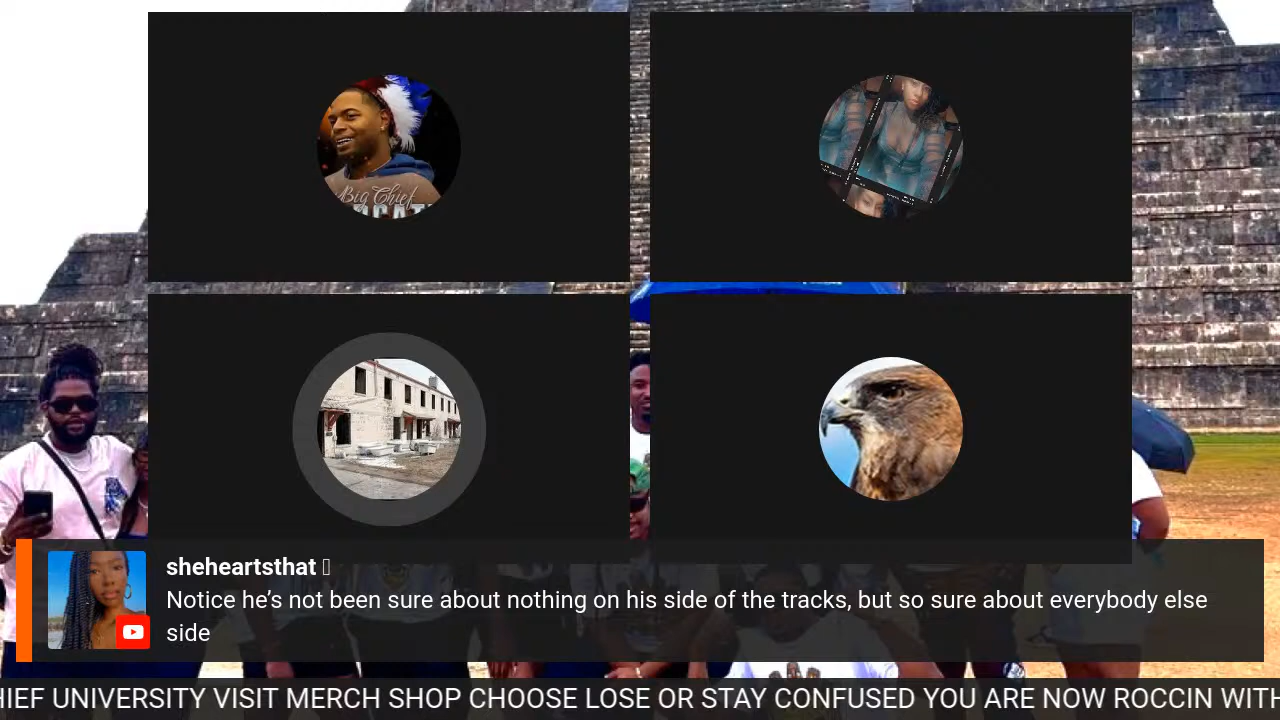 Big Chief
sheheartsthat
Notice he's not been sure about nothing on his side of the tracks, but so sure about everybody else
side
HIEF UNIVERSITY VISIT MERCH SHOP CHOOSE LOSE OR STAY CONFUSED YOU ARE NOW ROCCIN WITH